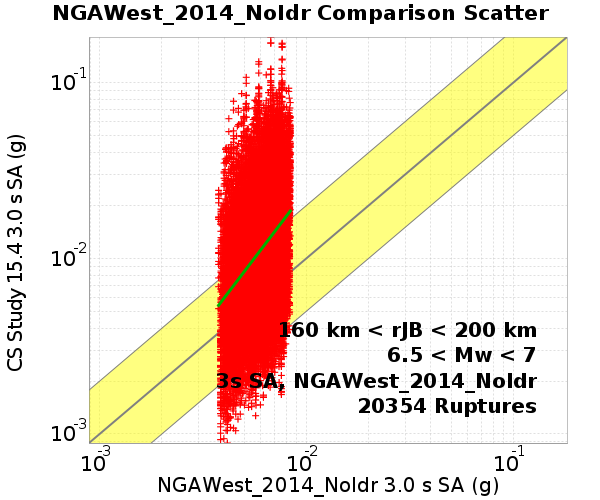 NGAWest_2014_NoIdr Comparison Scatter
CS Study 15.4 3.0 s SA (g)
10-1
10-2
10-3
160 km < rJB < 200 km
6.5 < Mw < 7
3s SA, NGAWest_2014_NoIdr
20354 Ruptures
10-3 10-2 10-1
NGAWest_2014_NoIdr 3.0 s SA (g)